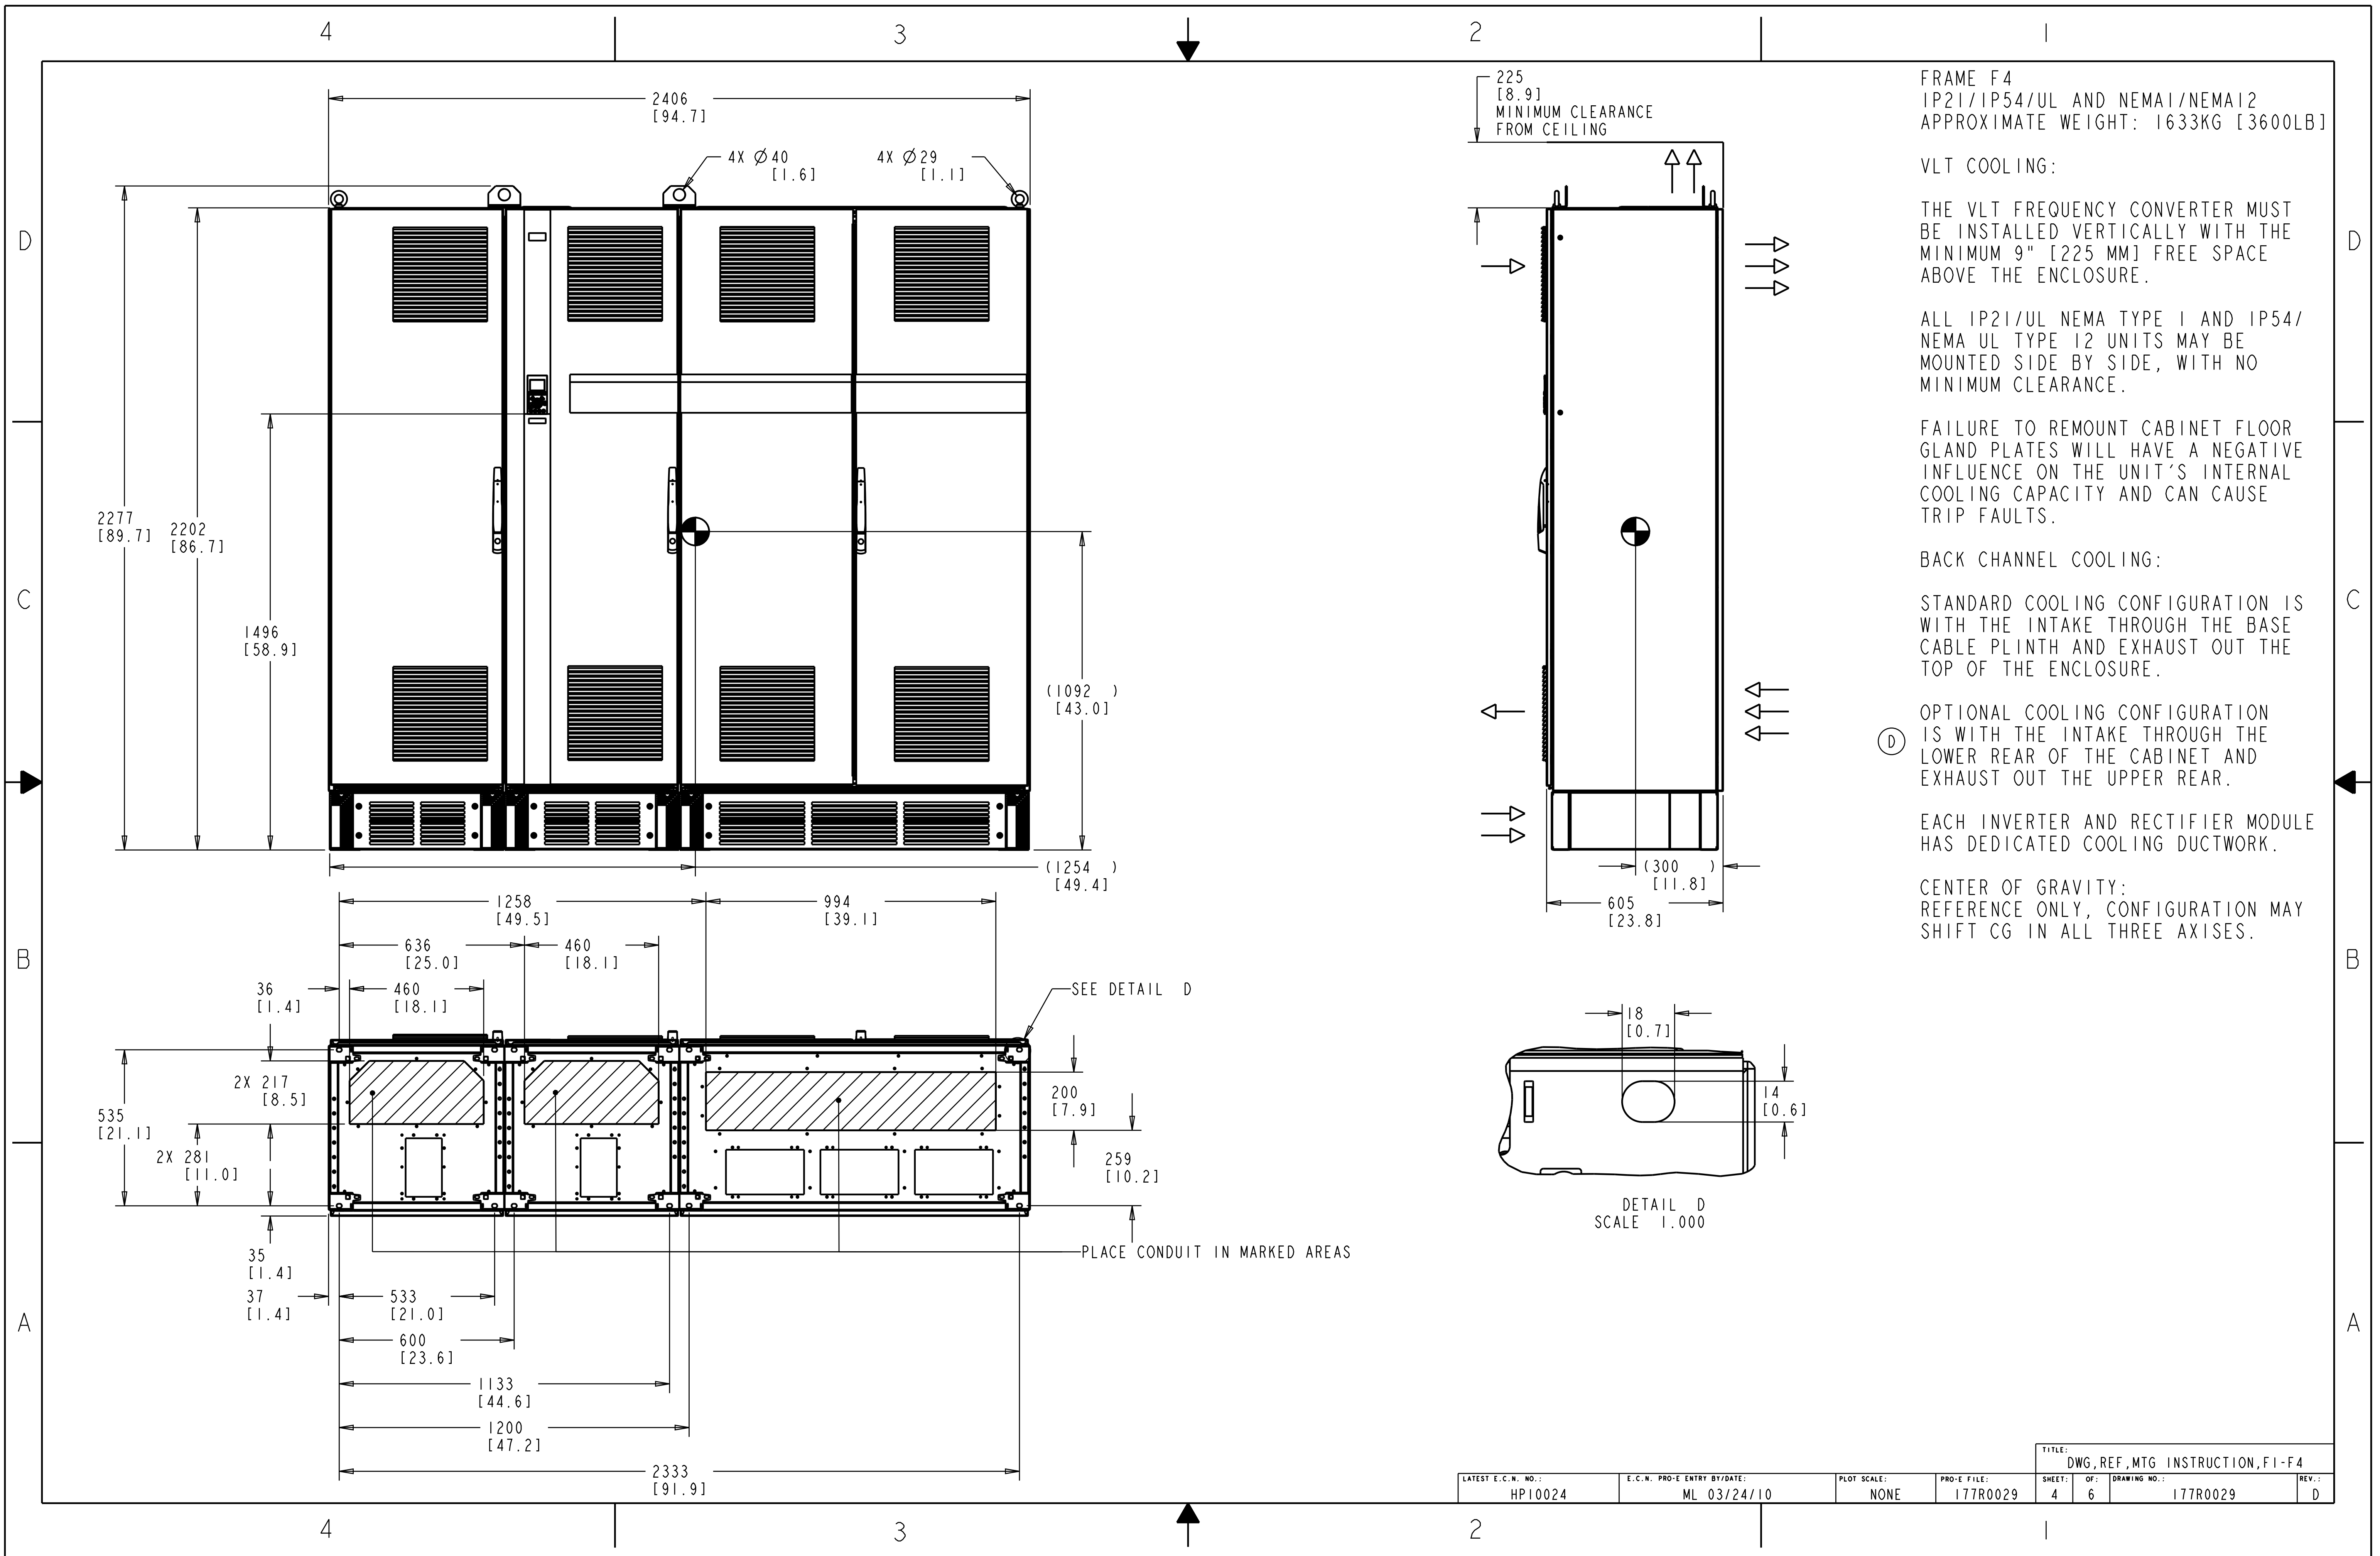 4
3
2
1
D
C
B
A
D
C
B
A
4
3
2
1
2406
[94.7]
4X Ø40
[1.6]
4X Ø29
[1.1]
2277
[89.7]
2202
[86.7]
1496
[58.9]
(1092 )
[43.0]
(1254 )
[49.4]
1258
[49.5]
994
[39.1]
636
[25.0]
460
[18.1]
36
[1.4]
460
[18.1]
SEE DETAIL D
2X 217
[8.5]
535
[21.1]
2X 281
[11.0]
200
[7.9]
259
[10.2]
PLACE CONDUIT IN MARKED AREAS
35
[1.4]
37
[1.4]
533
[21.0]
600
[23.6]
1133
[44.6]
1200
[47.2]
2333
[91.9]
225
[8.9]
MINIMUM CLEARANCE
FROM CEILING
(300 )
[11.8]
605
[23.8]
18
[0.7]
14
[0.6]
DETAIL D
SCALE 1.000
FRAME F4
IP21/IP54/UL AND NEMA1/NEMA12
APPROXIMATE WEIGHT: 1633KG [3600LB]
VLT COOLING:
THE VLT FREQUENCY CONVERTER MUST
BE INSTALLED VERTICALLY WITH THE
MINIMUM 9" [225 MM] FREE SPACE
ABOVE THE ENCLOSURE.
ALL IP21/UL NEMA TYPE 1 AND IP54/
NEMA UL TYPE 12 UNITS MAY BE
MOUNTED SIDE BY SIDE, WITH NO
MINIMUM CLEARANCE.
FAILURE TO REMOUNT CABINET FLOOR
GLAND PLATES WILL HAVE A NEGATIVE
INFLUENCE ON THE UNIT'S INTERNAL
COOLING CAPACITY AND CAN CAUSE
TRIP FAULTS.
BACK CHANNEL COOLING:
STANDARD COOLING CONFIGURATION IS
WITH THE INTAKE THROUGH THE BASE
CABLE PLINTH AND EXHAUST OUT THE
TOP OF THE ENCLOSURE.
OPTIONAL COOLING CONFIGURATION
D IS WITH THE INTAKE THROUGH THE
LOWER REAR OF THE CABINET AND
EXHAUST OUT THE UPPER REAR.
EACH INVERTER AND RECTIFIER MODULE
HAS DEDICATED COOLING DUCTWORK.
CENTER OF GRAVITY:
REFERENCE ONLY, CONFIGURATION MAY
SHIFT CG IN ALL THREE AXISES.
TITLE:
DWG,REF,MTG INSTRUCTION,F1-F4
LATEST E.C.N. NO.: E.C.N. PRO-E ENTRY BY/DATE: PLOT SCALE: PRO-E FILE: SHEET: OF: DRAWING NO.: REV.:
HP10024 ML 03/24/10 NONE 177R0029 4 6 177R0029 D